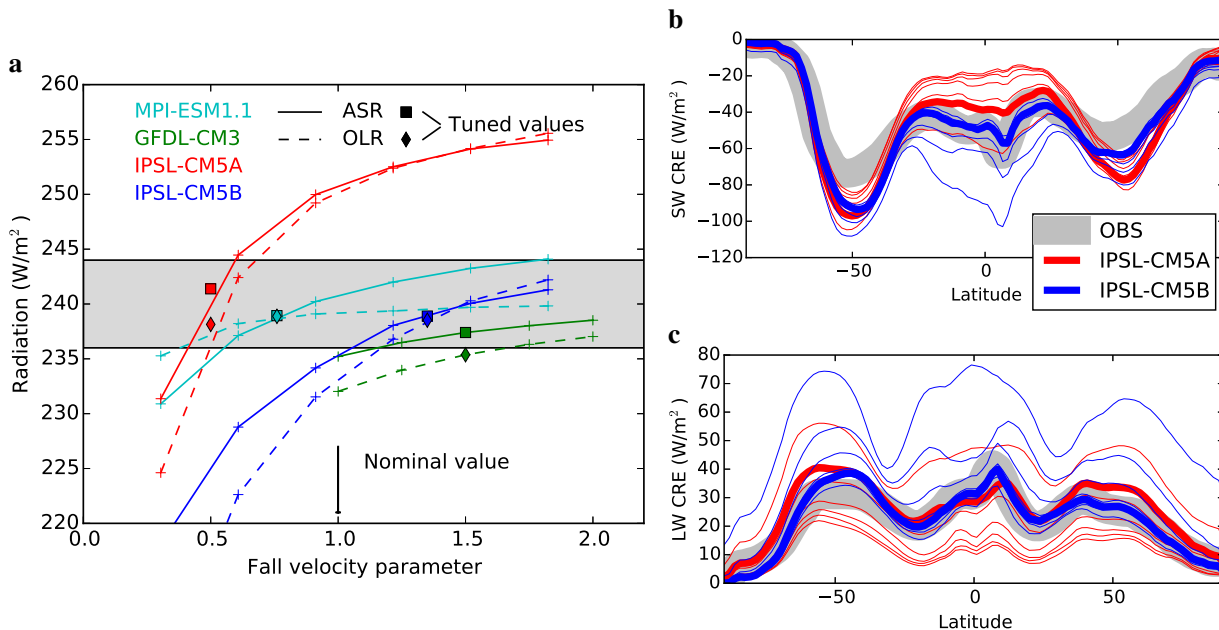 a
260
255
250
245
240
235
230
225
220
Radiation (W/m²)
MPI-ESM1.1
GFDL-CM3
IPSL-CM5A
IPSL-CM5B
ASR
OLR
Tuned values
Nominal value
0.0 0.5 1.0 1.5 2.0
Fall velocity parameter
b
0
−20
−40
−60
−80
−100
−120
SW CRE (W/m²)
−50 0
Latitude
OBS
IPSL-CM5A
IPSL-CM5B
c
80
70
60
50
40
30
20
10
0
LW CRE (W/m²)
−50 0 50
Latitude